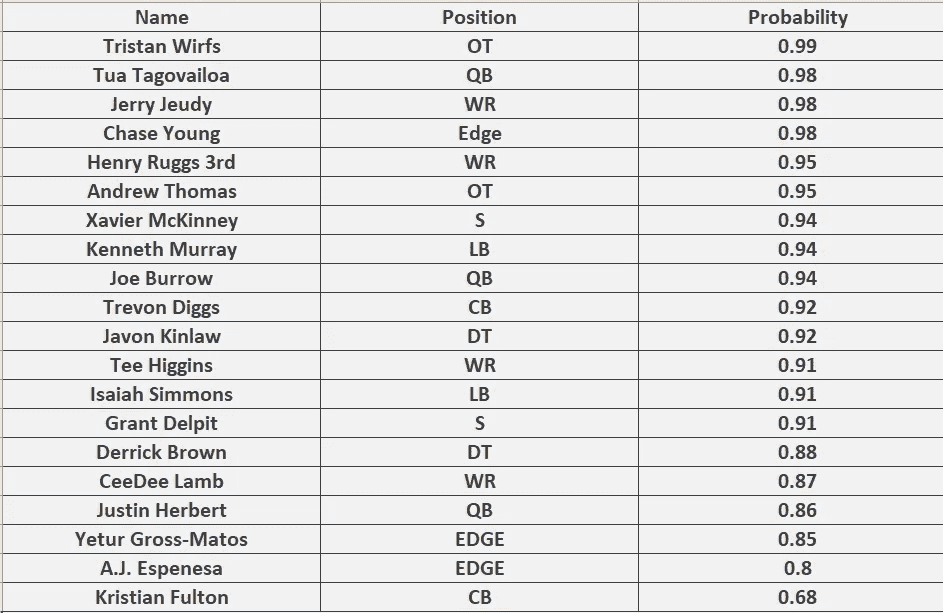 Name Position Probability
Tristan Wirfs OT 0.99
Tua Tagovailoa QB 0.98
Jerry Jeudy WR 0.98
Chase Young Edge 0.98
Henry Ruggs 3rd WR 0.95
Andrew Thomas OT 0.95
Xavier McKinney S 0.94
Kenneth Murray LB 0.94
Joe Burrow QB 0.94
Trevon Diggs CB 0.92
Javon Kinlaw DT 0.92
Tee Higgins WR 0.91
Isaiah Simmons LB 0.91
Grant Delpit S 0.91
Derrick Brown DT 0.88
CeeDee Lamb WR 0.87
Justin Herbert QB 0.86
Yetur Gross-Matos EDGE 0.85
A.J. Espenesa EDGE 0.8
Kristian Fulton CB 0.68